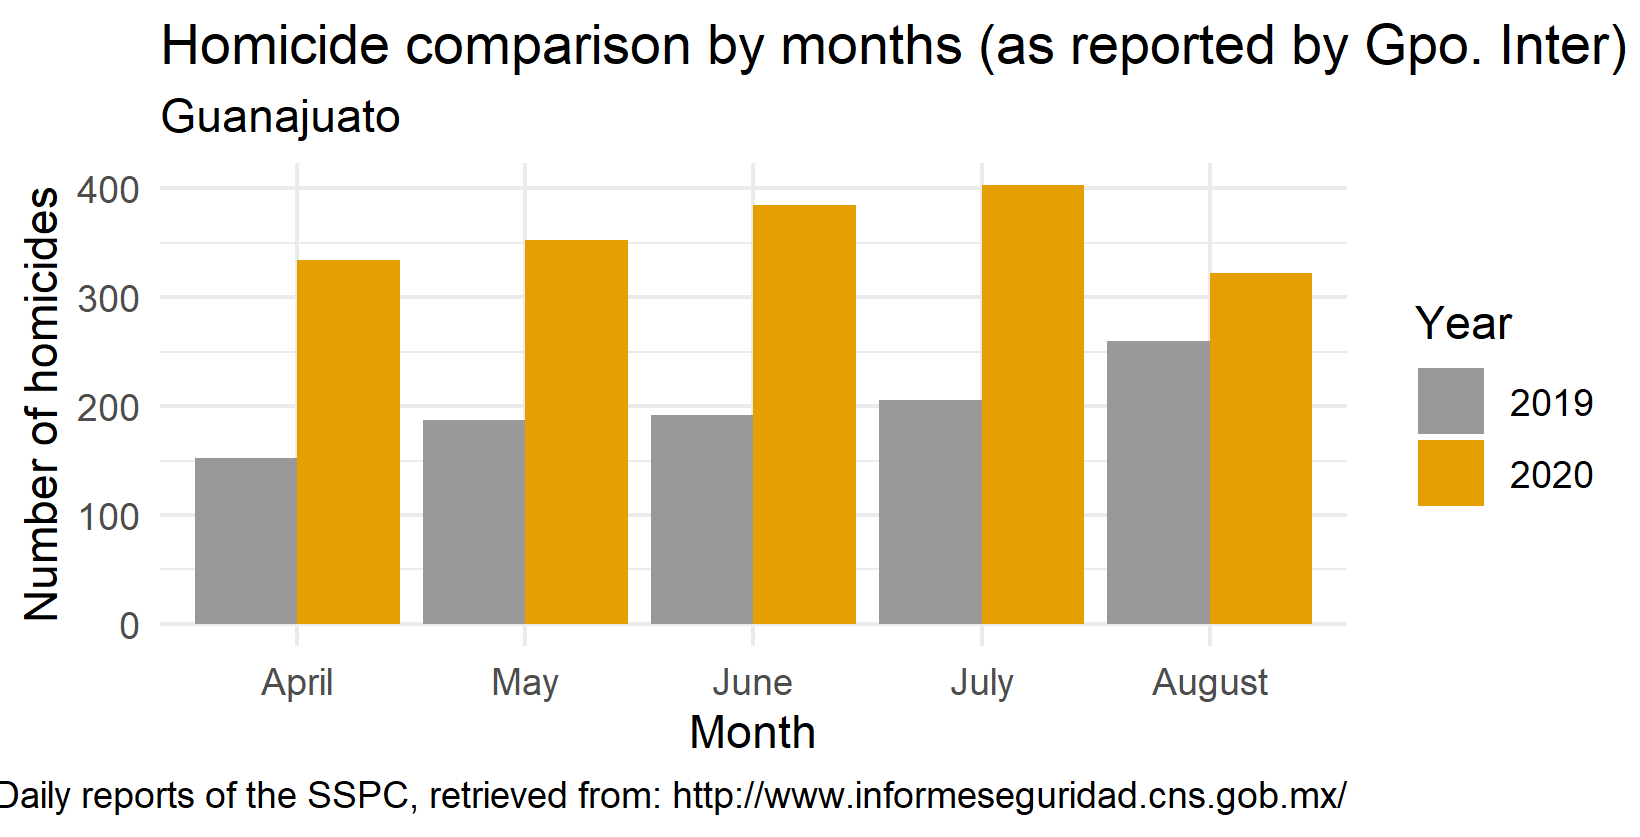 Homicide comparison by months (as reported by Gpo. Inter)
Guanajuato
Number of homicides
400
300
200
100
0
April May June July August
Month
Year
2019
2020
Daily reports of the SSPC, retrieved from: http://www.informeseguridad.cns.gob.mx/